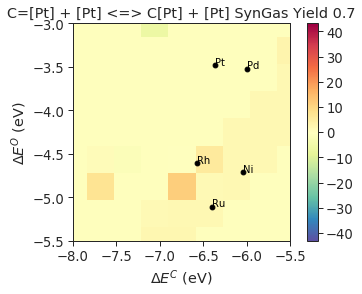 C=[Pt] + [Pt] <=> C[Pt] + [Pt] SynGas Yield 0.7
−3.0
−3.5
−4.0
−4.5
−5.0
−5.5
ΔE^O (eV)
Pt
Pd
Rh
Ni
Ru
−8.0 −7.5 −7.0 −6.5 −6.0 −5.5
ΔE^C (eV)
40
30
20
10
0
−10
−20
−30
−40